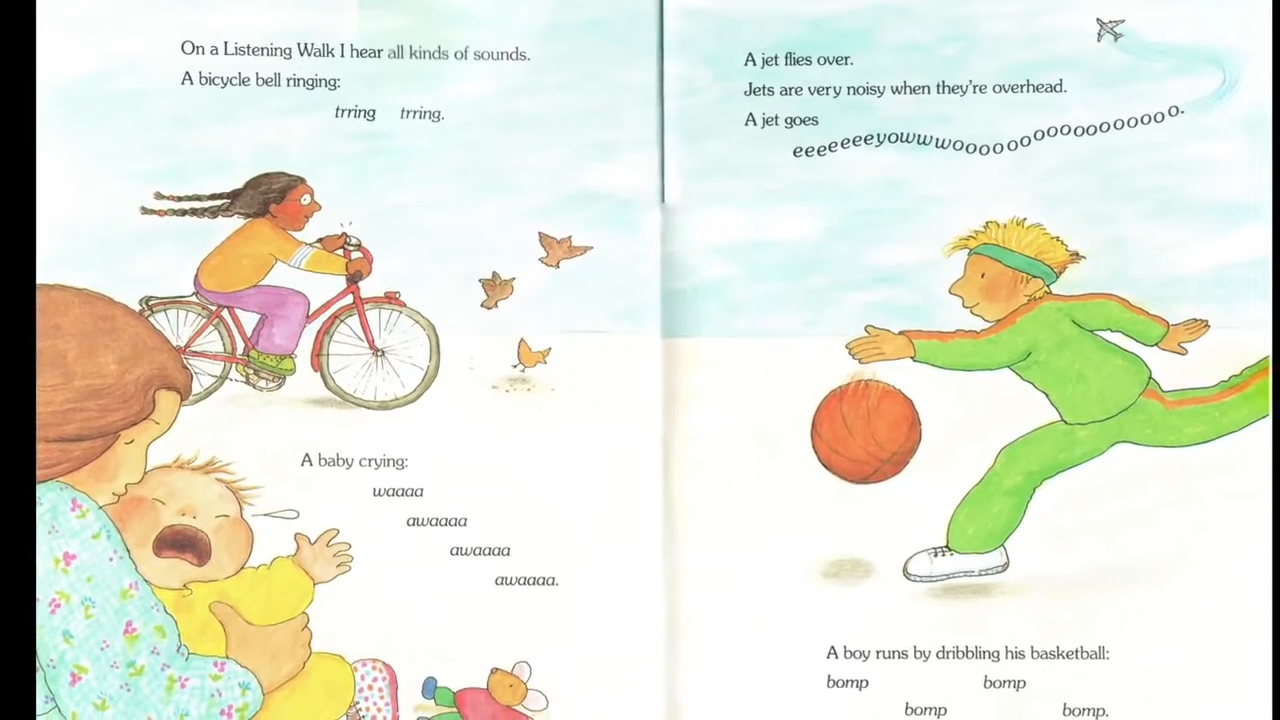 On a Listening Walk I hear all kinds of sounds.
A bicycle bell ringing:
trring trring.
A baby crying:
waaaa
awaaaa
awaaaa
awaaaa.
A jet flies over.
Jets are very noisy when they're overhead.
A jet goes
eeeeeeeyowwwoooooooooooooooo.
A boy runs by dribbling his basketball:
bomp bomp
bomp bomp.